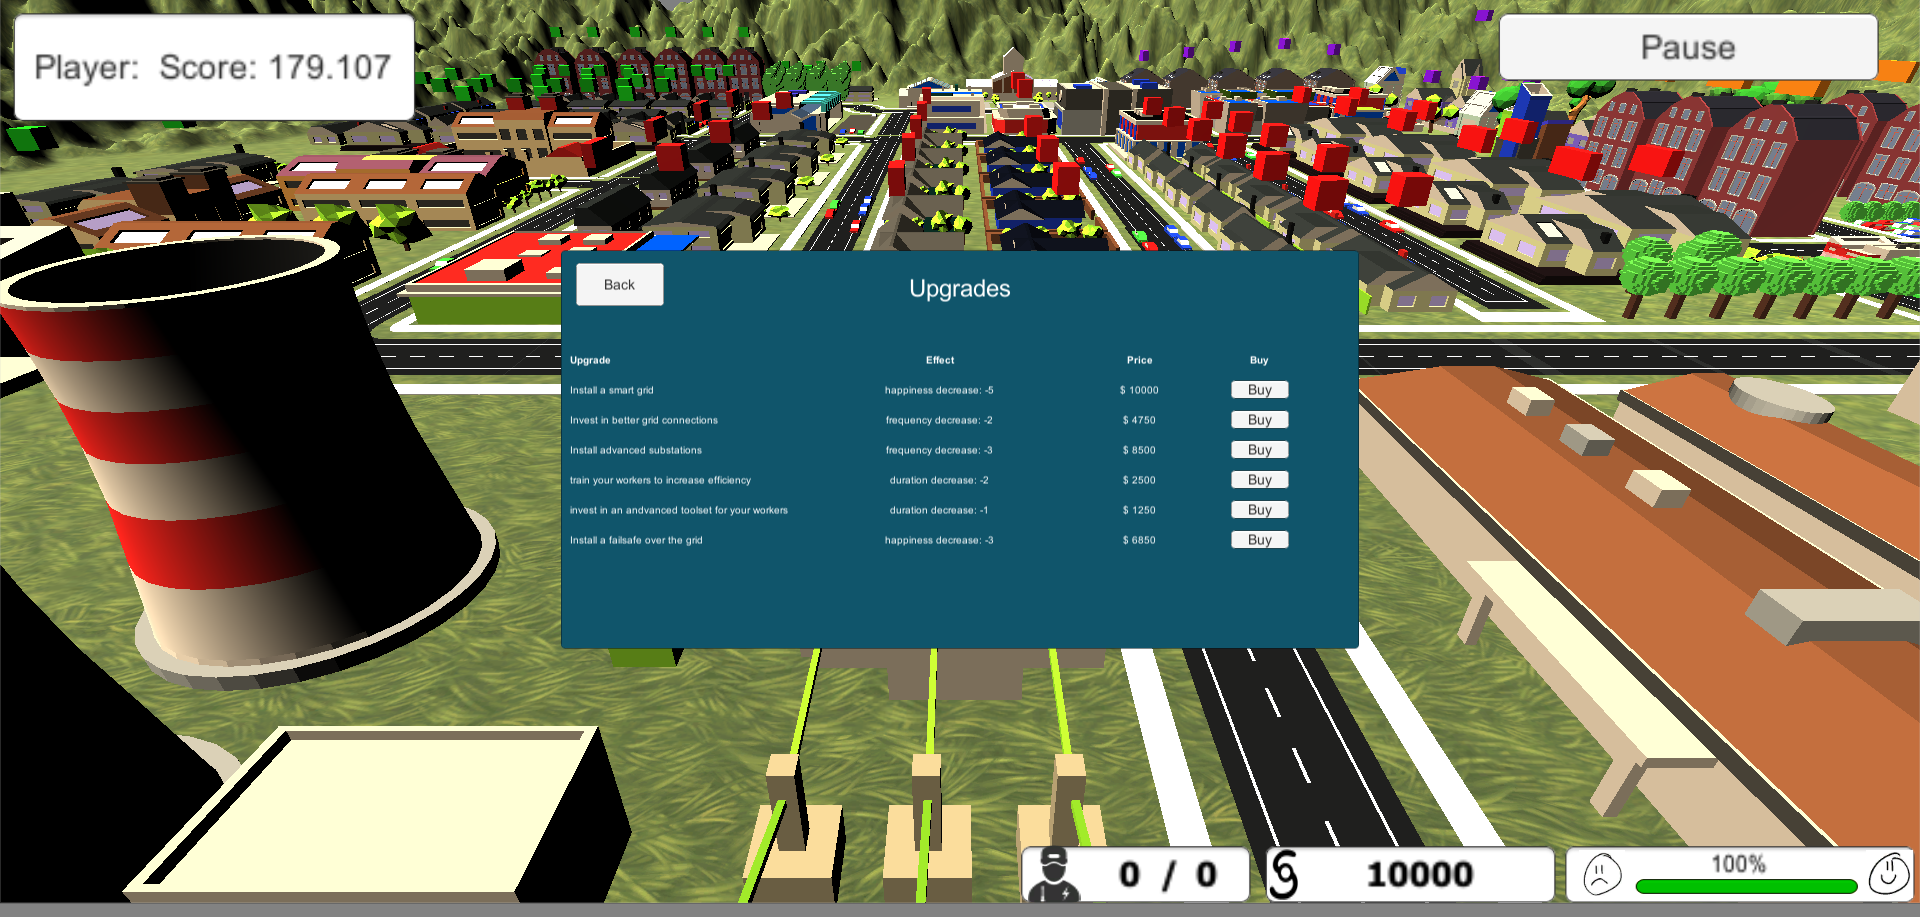 Player:  Score: 179.107
Pause
Back
Upgrades
Upgrade Effect Price Buy
Install a smart grid happiness decrease: -5 $ 10000 Buy
Invest in better grid connections frequency decrease: -2 $ 4750 Buy
Install advanced substations frequency decrease: -3 $ 8500 Buy
train your workers to increase efficiency duration decrease: -2 $ 2500 Buy
invest in an andvanced toolset for your workers duration decrease: -1 $ 1250 Buy
Install a failsafe over the grid happiness decrease: -3 $ 6850 Buy
0 / 0
10000
100%